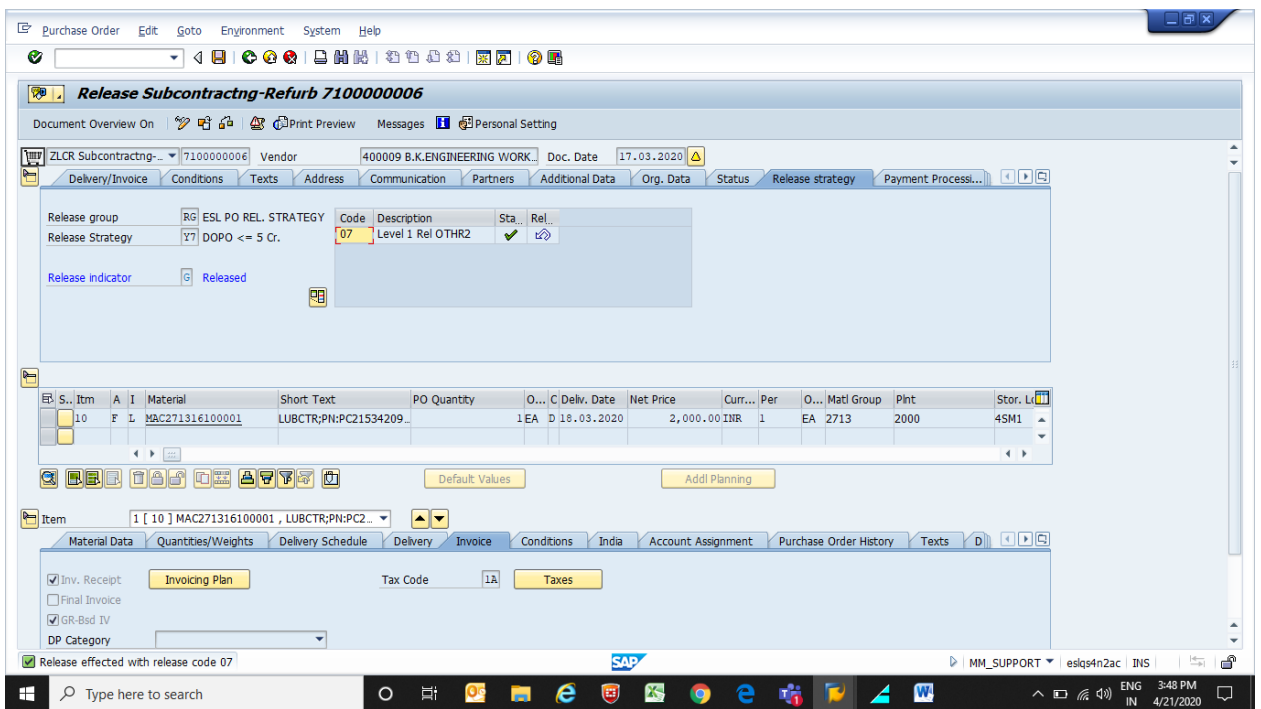 Purchase Order Edit Goto Environment System Help
Release Subcontractng-Refurb 7100000006
Document Overview On Print Preview Messages Personal Setting
ZLCR Subcontractng-... 7100000006 Vendor 400009 B.K.ENGINEERING WORK... Doc. Date 17.03.2020
Delivery/Invoice Conditions Texts Address Communication Partners Additional Data Org. Data Status Release strategy Payment Processi...
Release group RG ESL PO REL. STRATEGY Code Description Sta... Rel...
Release Strategy Y7 DOPO <= 5 Cr. 07 Level 1 Rel OTHR2
Release indicator G Released
S.. Itm A I Material Short Text PO Quantity O... C Deliv. Date Net Price Curr... Per O... Matl Group Plnt Stor. Lo
10 F L MAC271316100001 LUBCTR;PN:PC21534209... 1 EA D 18.03.2020 2,000.00 INR 1 EA 2713 2000 4SM1
Default Values Addl Planning
Item 1 [ 10 ] MAC271316100001 , LUBCTR;PN:PC2...
Material Data Quantities/Weights Delivery Schedule Delivery Invoice Conditions India Account Assignment Purchase Order History Texts D
Inv. Receipt Invoicing Plan Tax Code 1A Taxes
Final Invoice
GR-Bsd IV
DP Category
Release effected with release code 07 SAP MM_SUPPORT eslqs4n2ac INS
Type here to search ENG 3:48 PM
IN 4/21/2020